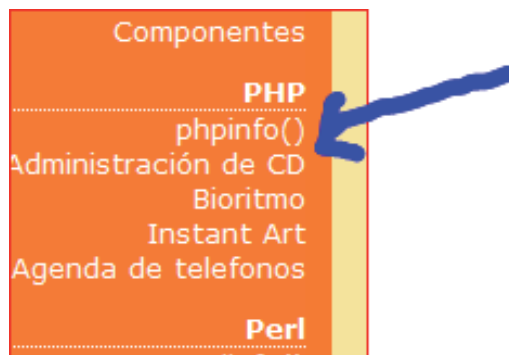 Componentes
PHP
phpinfo()
Administración de CD
Bioritmo
Instant Art
Agenda de telefonos
Perl